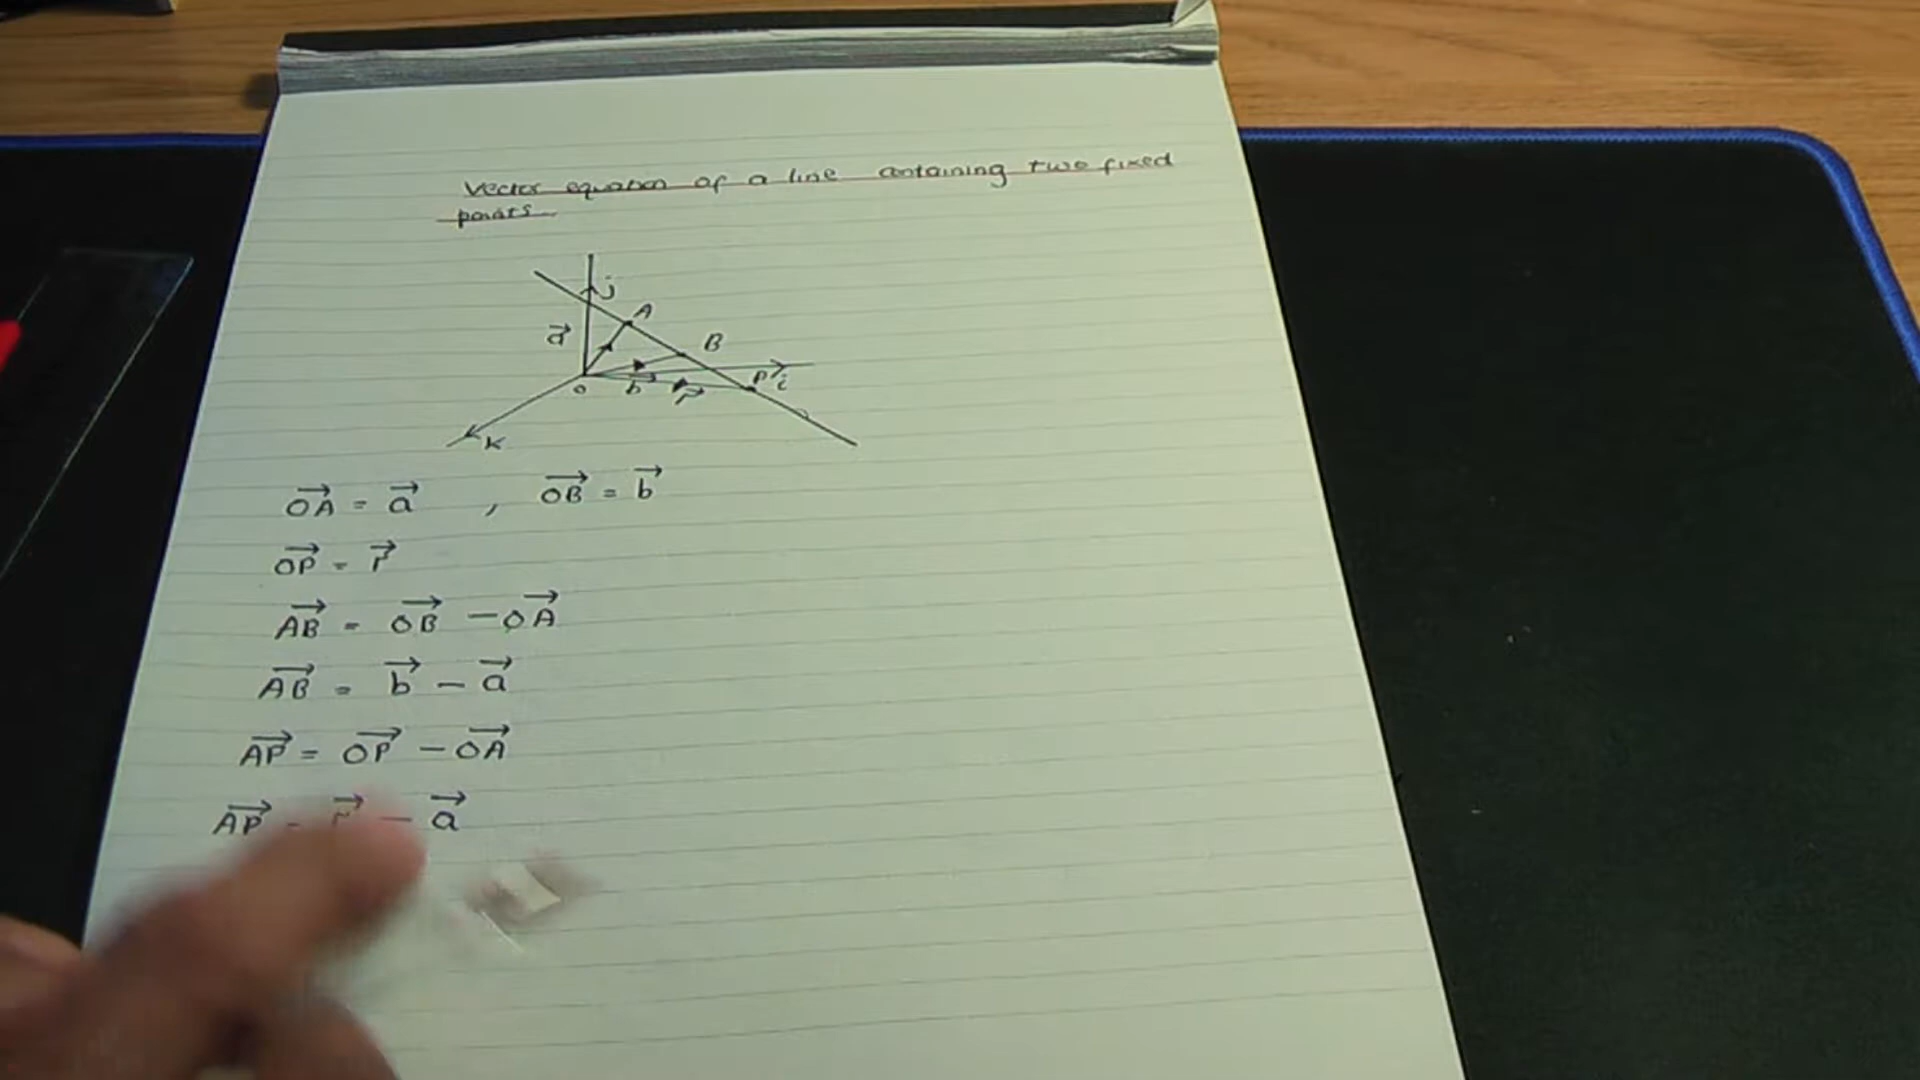 Vector equation of a line containing two fixed
points
j
A
a⃗
B
P
i
o
b⃗
r⃗
K
OA⃗ = a⃗ , OB⃗ = b⃗
OP⃗ = r⃗
AB⃗ = OB⃗ - OA⃗
AB⃗ = b⃗ - a⃗
AP⃗ = OP⃗ - OA⃗
AP⃗ = r⃗ - a⃗